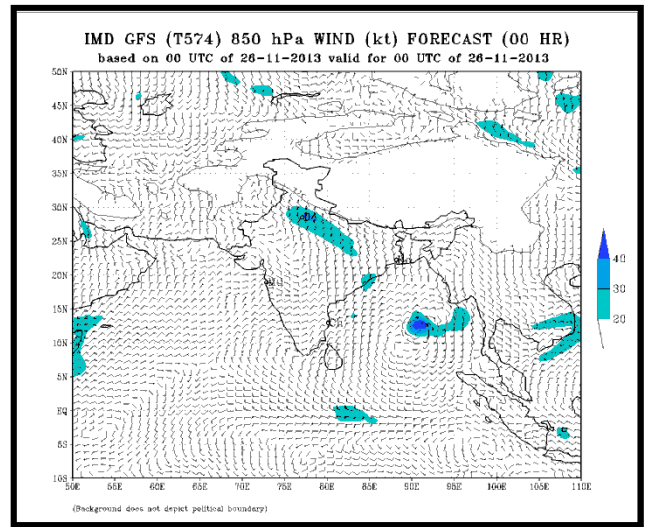 IMD GFS (T574) 850 hPa WIND (kt) FORECAST (00 HR)
based on 00 UTC of 26-11-2013 valid for 00 UTC of 26-11-2013
50N
45N
40N
35N
30N
25N
20N
15N
10N
5N
EQ
5S
10S
40
30
20
50E 55E 60E 65E 70E 75E 80E 85E 90E 95E 100E 105E 110E
(Background does not depict political boundary)